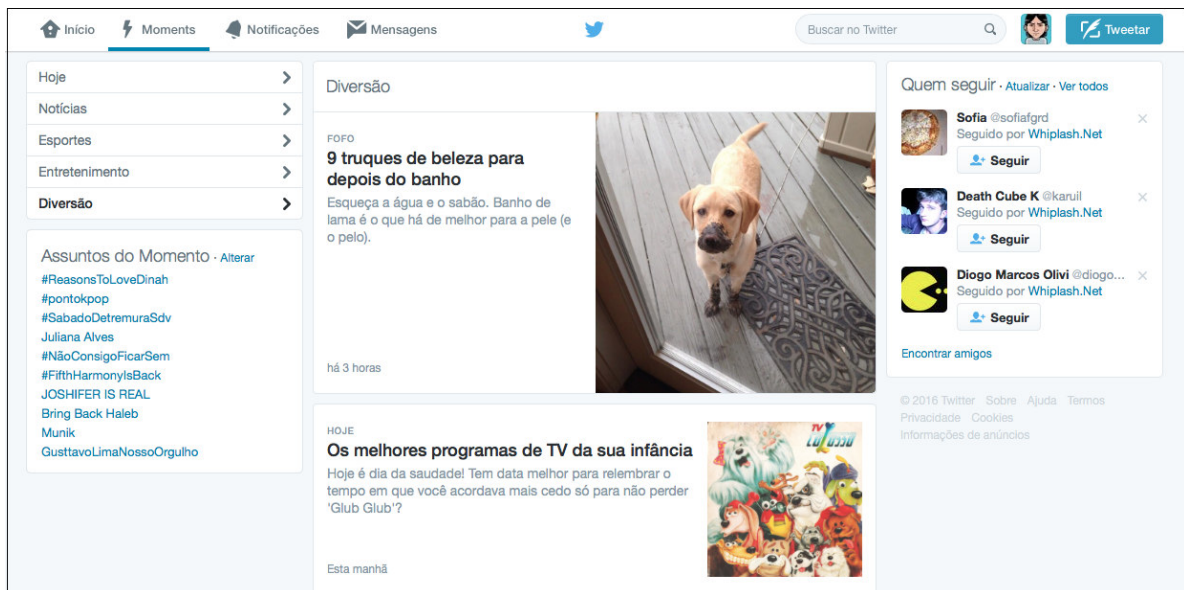 Início
Moments
Notificações
Mensagens
Buscar no Twitter
Tweetar
Hoje
Notícias
Esportes
Entretenimento
Diversão
Assuntos do Momento · Alterar
#ReasonsToLoveDinah
#pontokpop
#SabadoDetremuraSdv
Juliana Alves
#NãoConsigoFicarSem
#FifthHarmonyIsBack
JOSHIFER IS REAL
Bring Back Haleb
Munik
GusttavoLimaNossoOrgulho
Diversão
FOFO
9 truques de beleza para
depois do banho
Esqueça a água e o sabão. Banho de
lama é o que há de melhor para a pele (e
o pelo).
há 3 horas
HOJE
Os melhores programas de TV da sua infância
Hoje é dia da saudade! Tem data melhor para relembrar o
tempo em que você acordava mais cedo só para não perder
'Glub Glub'?
Esta manhã
TV
COLOSSO
Quem seguir · Atualizar · Ver todos
Sofia @sofiafgrd
Seguido por Whiplash.Net
Seguir
Death Cube K @karuil
Seguido por Whiplash.Net
Seguir
Diogo Marcos Olivi @diogo...
Seguido por Whiplash.Net
Seguir
Encontrar amigos
© 2016 Twitter Sobre Ajuda Termos
Privacidade Cookies
Informações de anúncios